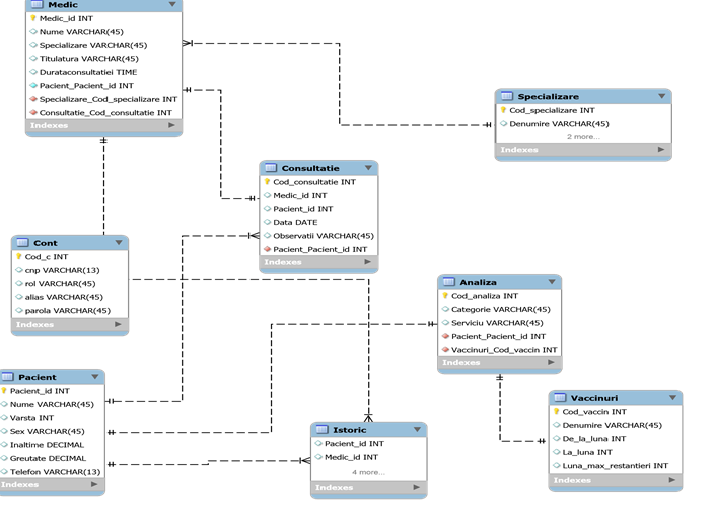 Medic
Medic_id INT
Nume VARCHAR(45)
Specializare VARCHAR(45)
Titulatura VARCHAR(45)
Durataconsultatiei TIME
Pacient_Pacient_id INT
Specializare_Cod_specializare INT
Consultatie_Cod_consultatie INT
Indexes
Specializare
Cod_specializare INT
Denumire VARCHAR(45)
2 more...
Indexes
Consultatie
Cod_consultatie INT
Medic_id INT
Pacient_id INT
Data DATE
Observatii VARCHAR(45)
Pacient_Pacient_id INT
Indexes
Cont
Cod_c INT
cnp VARCHAR(13)
rol VARCHAR(45)
alias VARCHAR(45)
parola VARCHAR(45)
Indexes
Analiza
Cod_analiza INT
Categorie VARCHAR(45)
Serviciu VARCHAR(45)
Pacient_Pacient_id INT
Vaccinuri_Cod_vaccin INT
Indexes
Pacient
Pacient_id INT
Nume VARCHAR(45)
Varsta INT
Sex VARCHAR(45)
Inaltime DECIMAL
Greutate DECIMAL
Telefon VARCHAR(13)
Indexes
Istoric
Pacient_id INT
Medic_id INT
4 more...
Indexes
Vaccinuri
Cod_vaccin INT
Denumire VARCHAR(45)
De_la_luna INT
La_luna INT
Luna_max_restantieri INT
Indexes